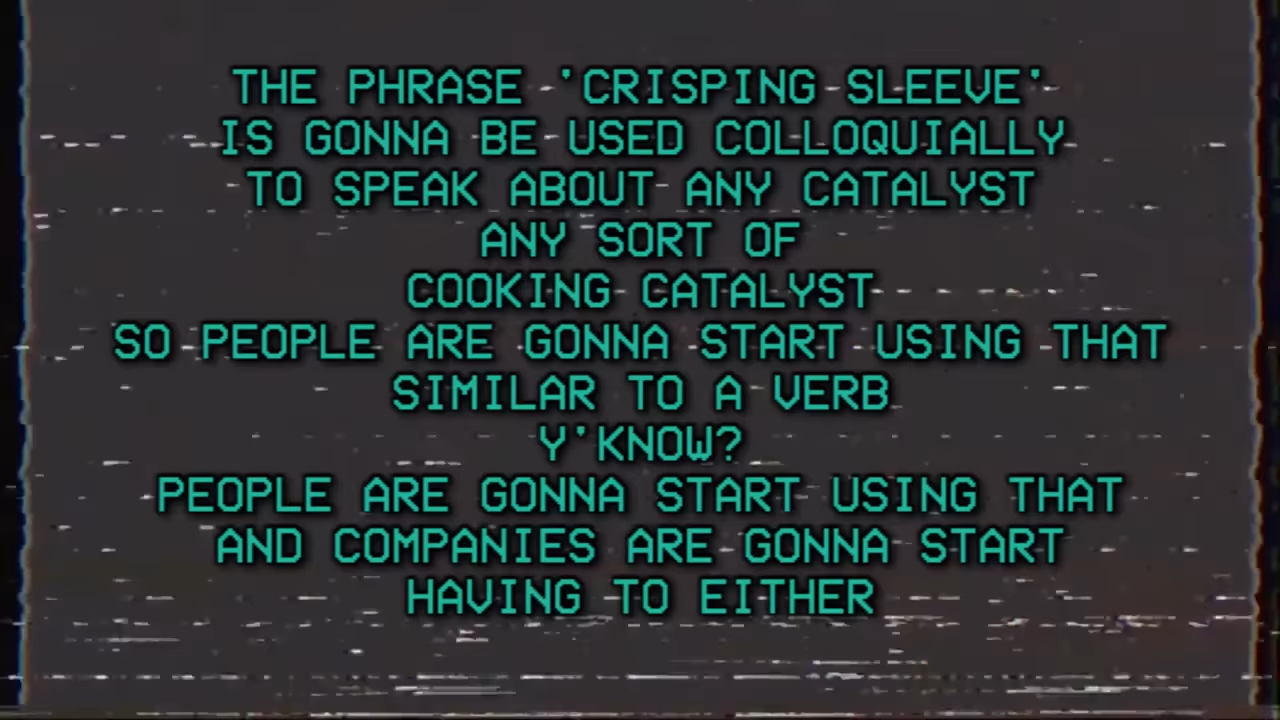 THE PHRASE 'CRISPING SLEEVE'
IS GONNA BE USED COLLOQUIALLY
TO SPEAK ABOUT ANY CATALYST
ANY SORT OF
COOKING CATALYST
SO PEOPLE ARE GONNA START USING THAT
SIMILAR TO A VERB
Y'KNOW?
PEOPLE ARE GONNA START USING THAT
AND COMPANIES ARE GONNA START
HAVING TO EITHER